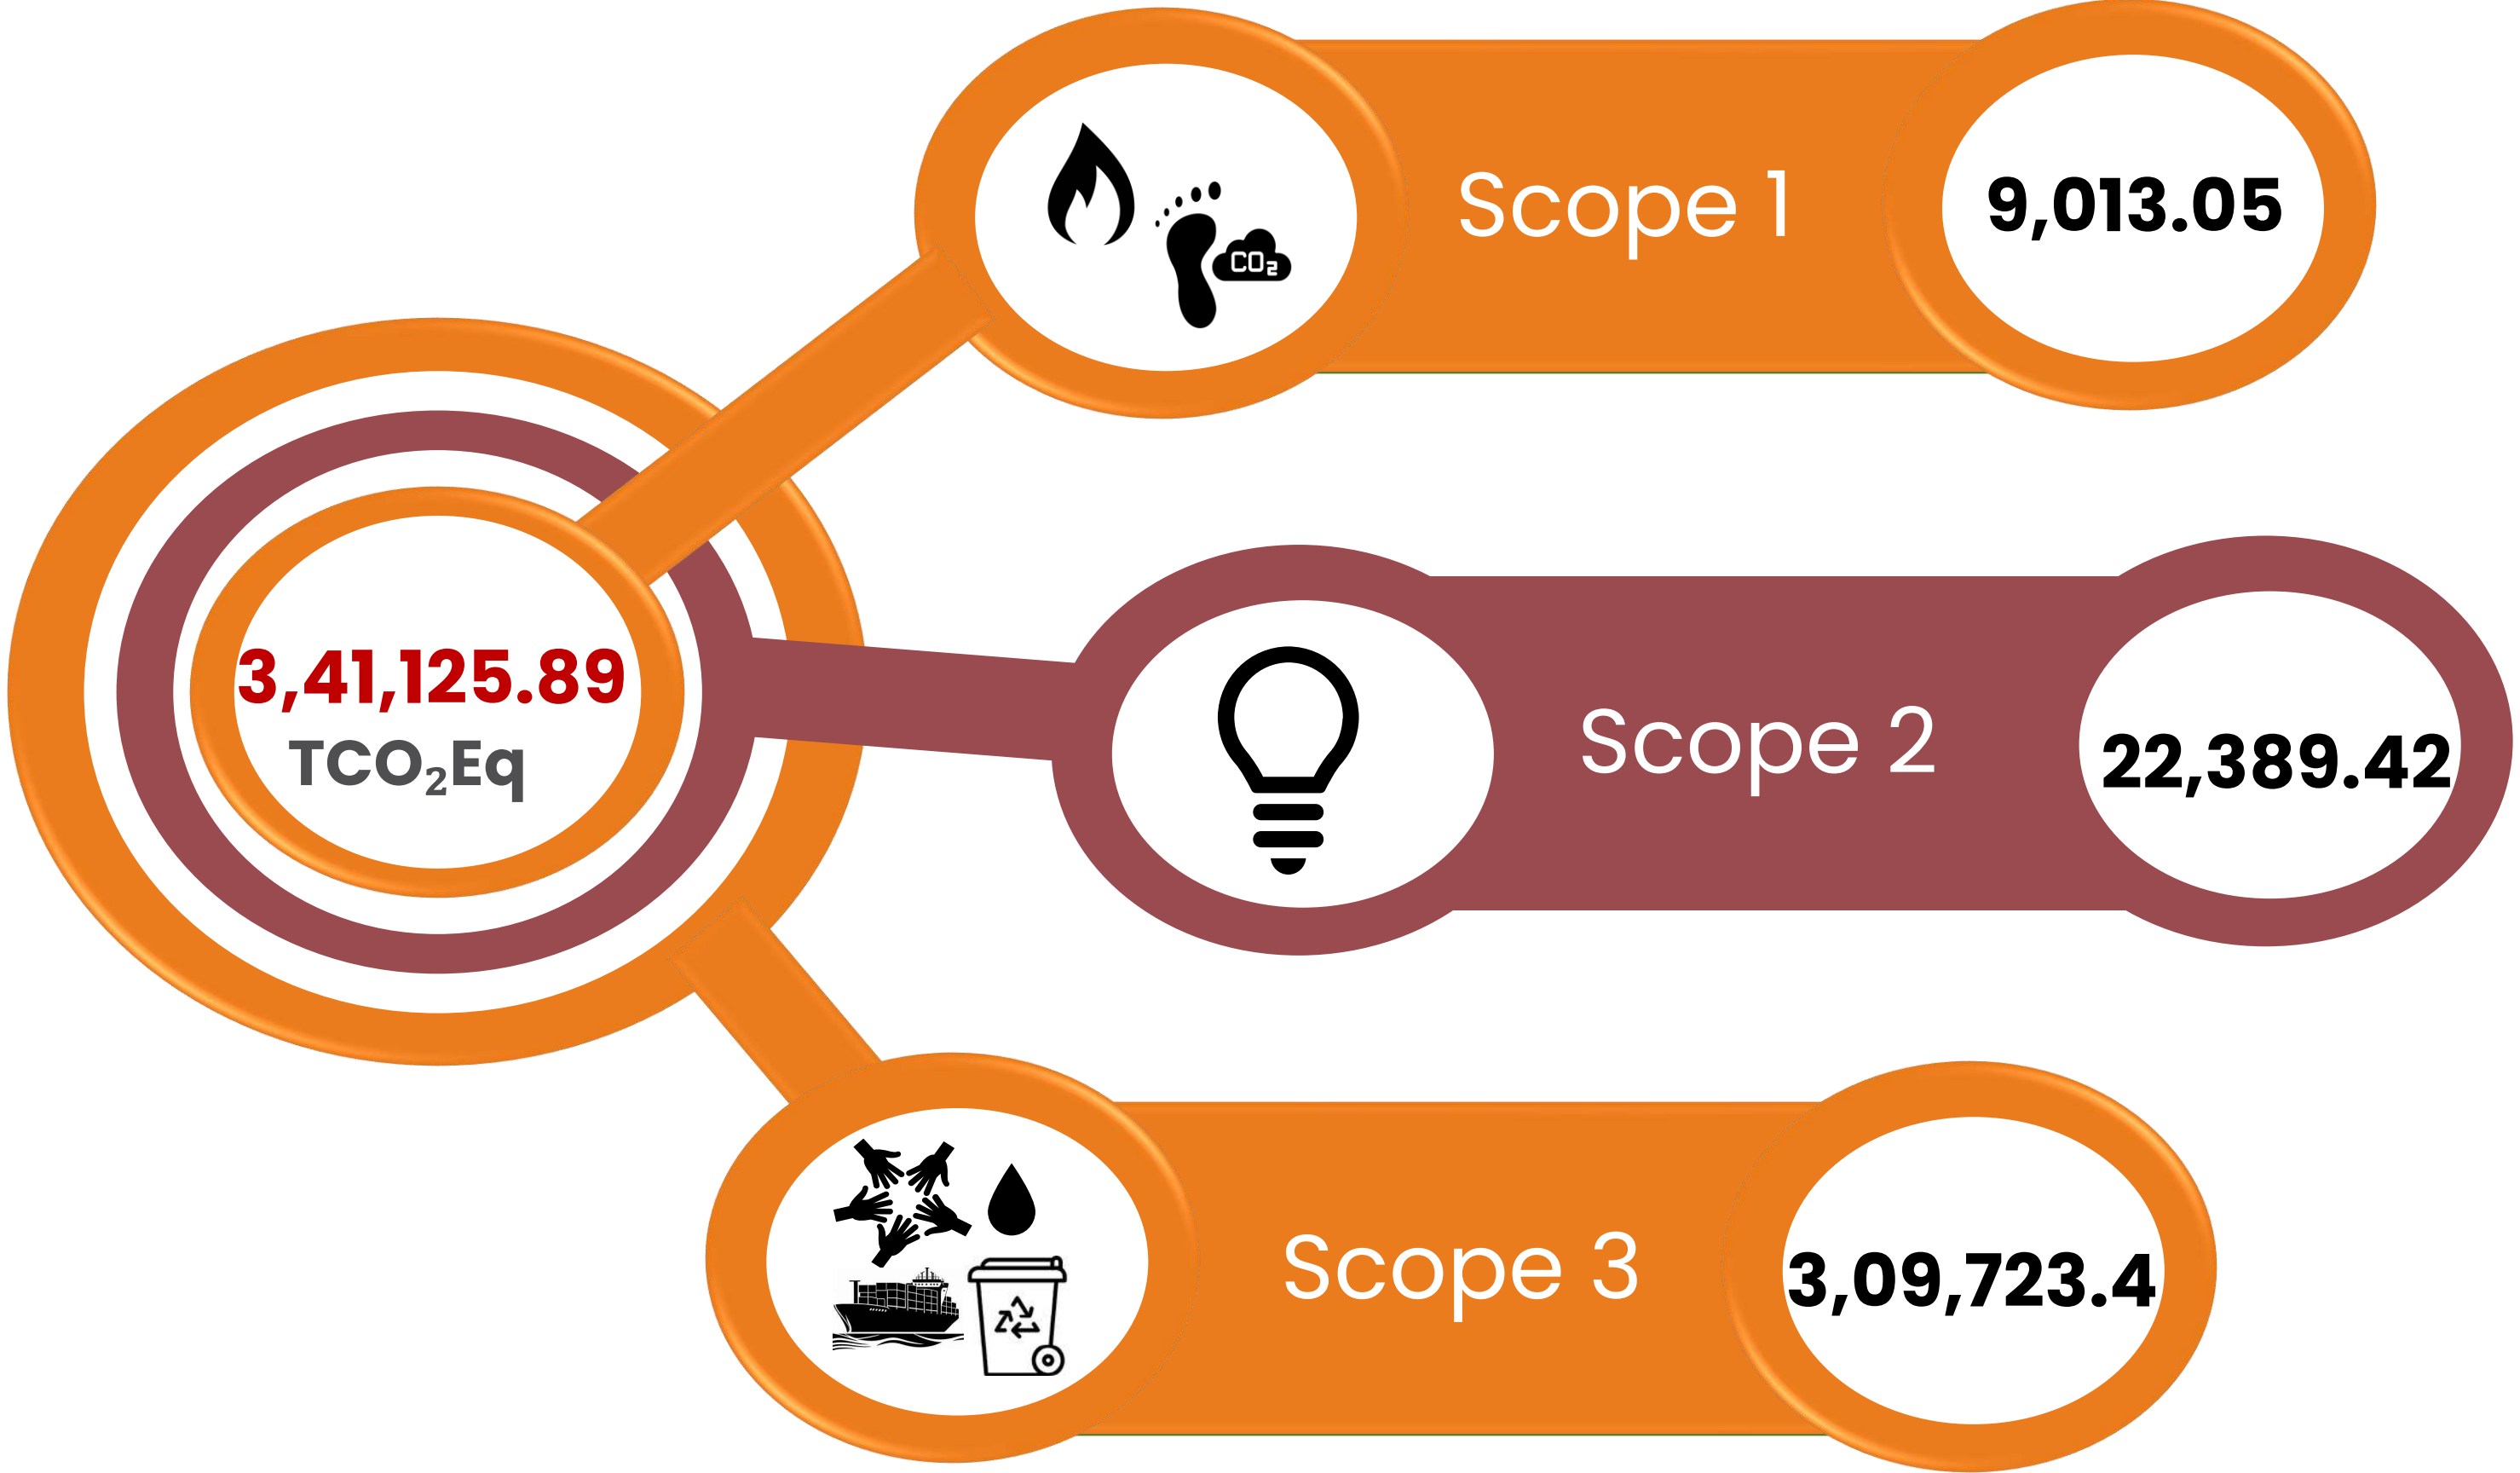 CO₂
Scope 1
9,013.05
3,41,125.89
TCO₂Eq
Scope 2
22,389.42
Scope 3
3,09,723.4